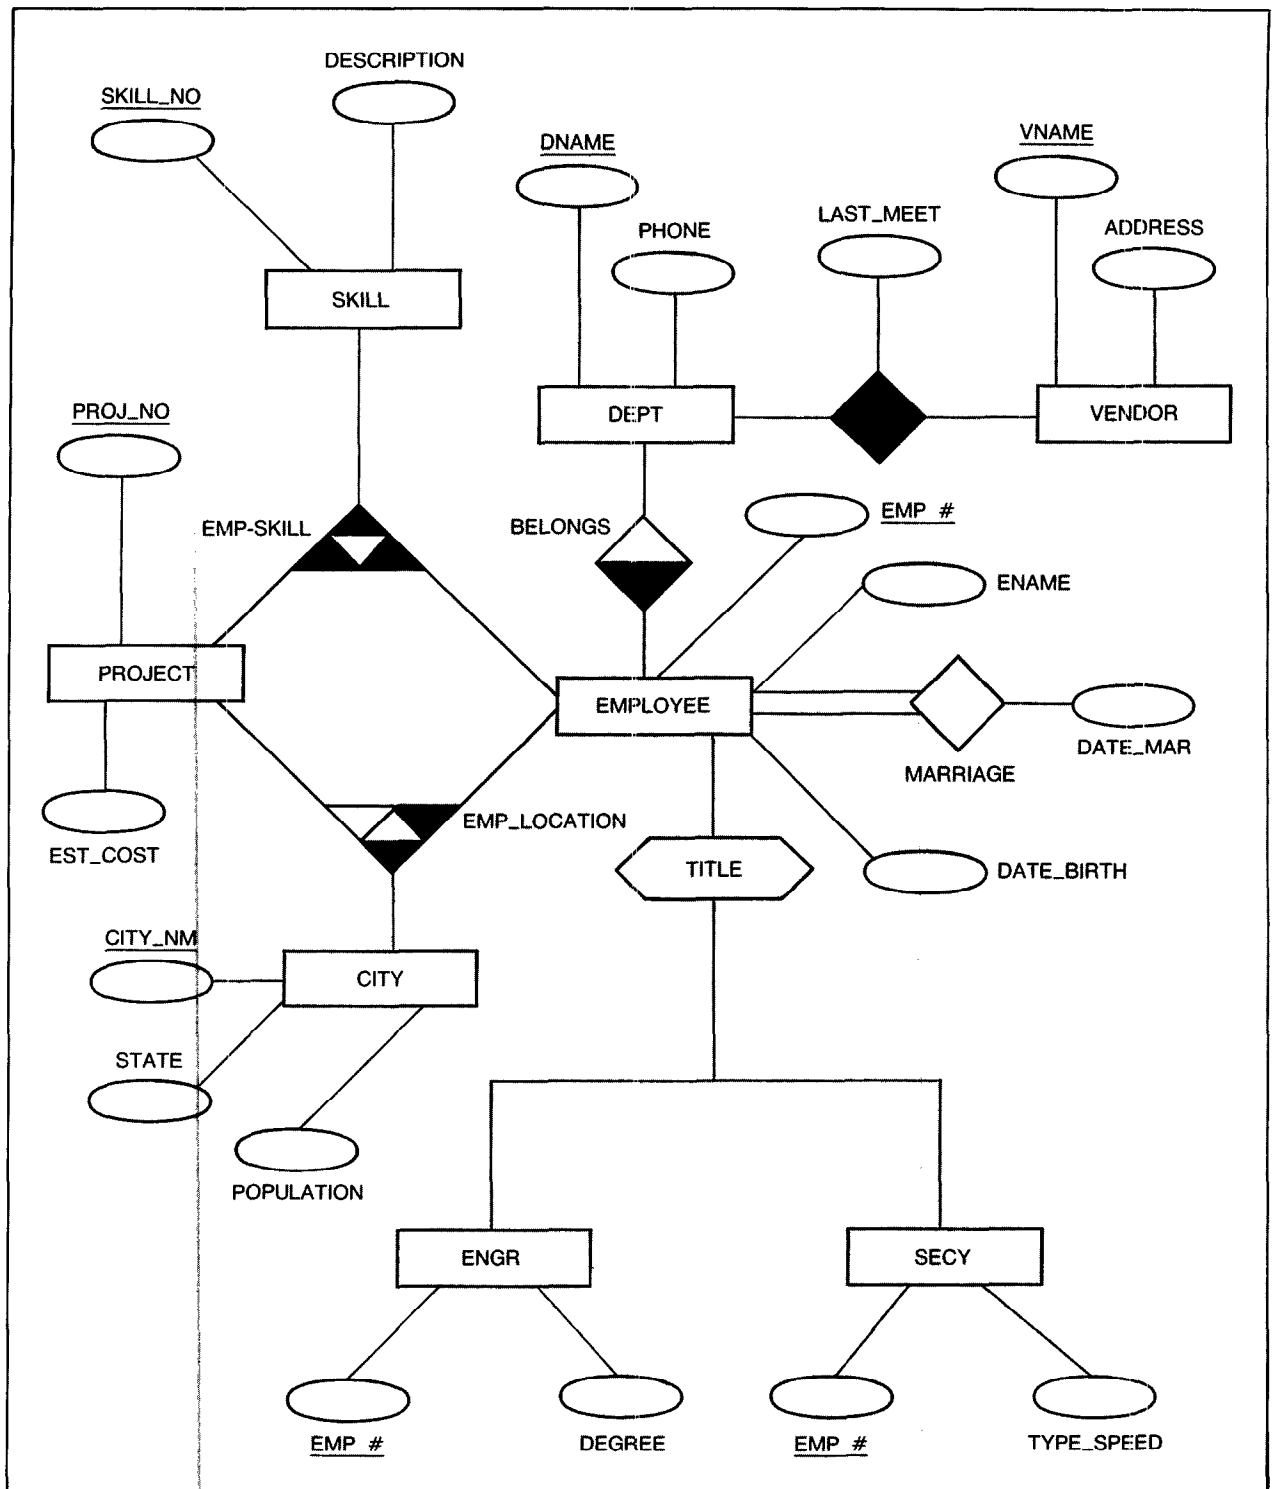 DESCRIPTION
SKILL_NO
VNAME
DNAME
LAST_MEET
PHONE
ADDRESS
SKILL
PROJ_NO
DEPT
VENDOR
EMP #
EMP-SKILL
BELONGS
ENAME
PROJECT
EMPLOYEE
DATE_MAR
MARRIAGE
EMP_LOCATION
EST_COST
TITLE
DATE_BIRTH
CITY_NM
CITY
STATE
POPULATION
ENGR
SECY
EMP #
DEGREE
EMP #
TYPE_SPEED